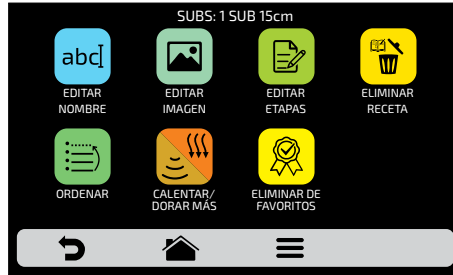 SUBS: 1 SUB 15cm
abc
EDITAR
NOMBRE
EDITAR
IMAGEN
EDITAR
ETAPAS
ELIMINAR
RECETA
ORDENAR
CALENTAR/
DORAR MÁS
ELIMINAR DE
FAVORITOS